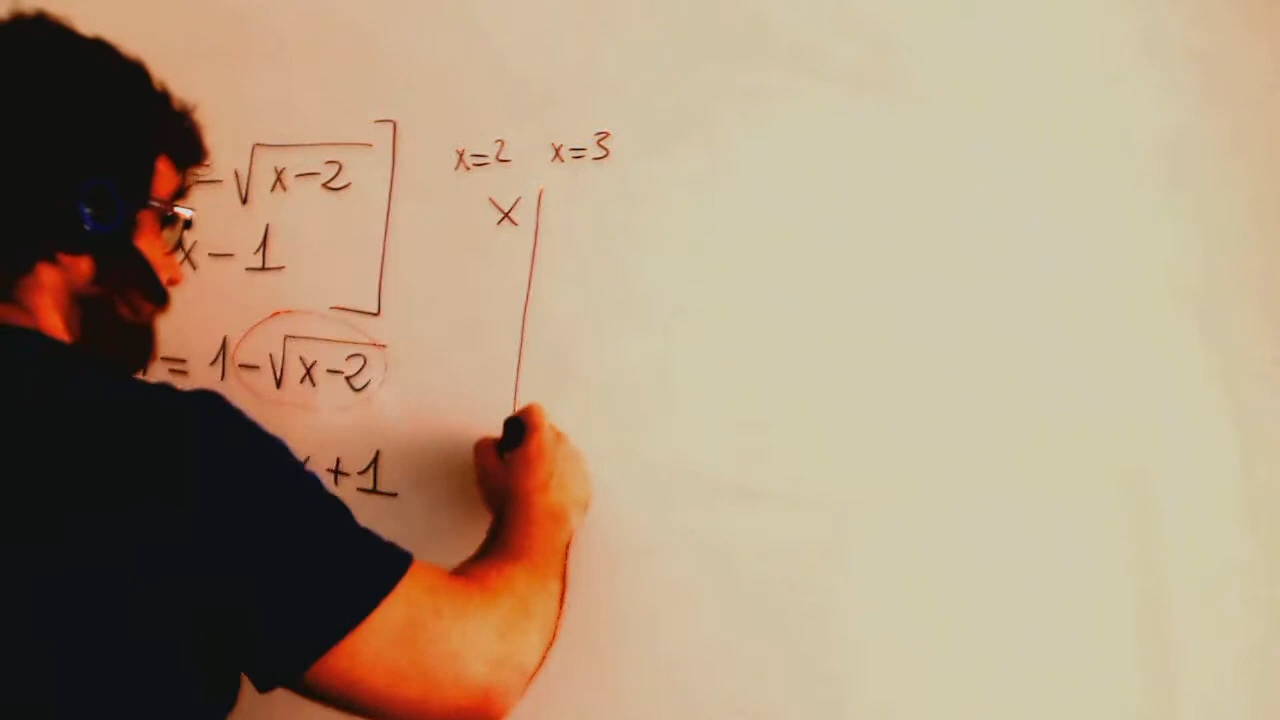 -√x-2
x=2 x=3
x
x-1
= 1-√x-2
+1